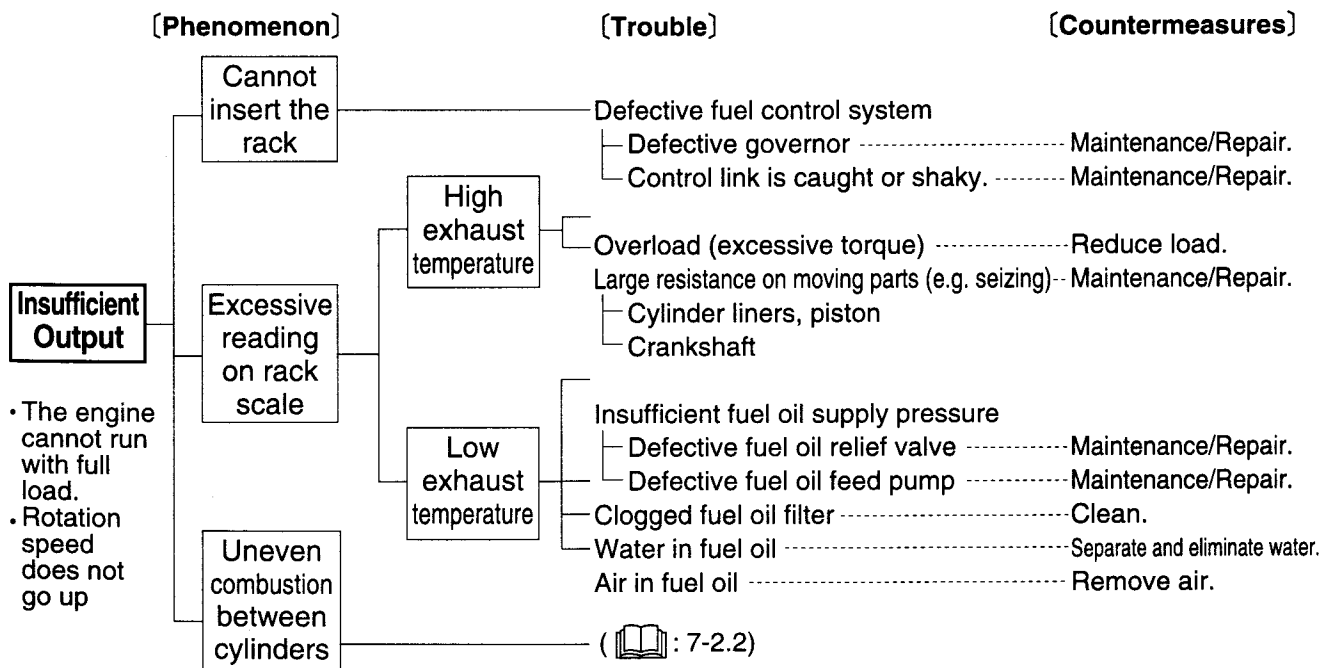 〔Phenomenon〕 〔Trouble〕 〔Countermeasures〕
Cannot
insert the
rack
Defective fuel control system
Defective governor Maintenance/Repair.
Control link is caught or shaky. Maintenance/Repair.
High
exhaust
temperature
Overload (excessive torque) Reduce load.
Large resistance on moving parts (e.g. seizing) Maintenance/Repair.
Cylinder liners, piston
Crankshaft
Insufficient
Output
Excessive
reading
on rack
scale
• The engine
cannot run
with full
load.
• Rotation
speed
does not
go up
Low
exhaust
temperature
Insufficient fuel oil supply pressure
Defective fuel oil relief valve Maintenance/Repair.
Defective fuel oil feed pump Maintenance/Repair.
Clogged fuel oil filter Clean.
Water in fuel oil Separate and eliminate water.
Air in fuel oil Remove air.
Uneven
combustion
between
cylinders
( : 7-2.2)